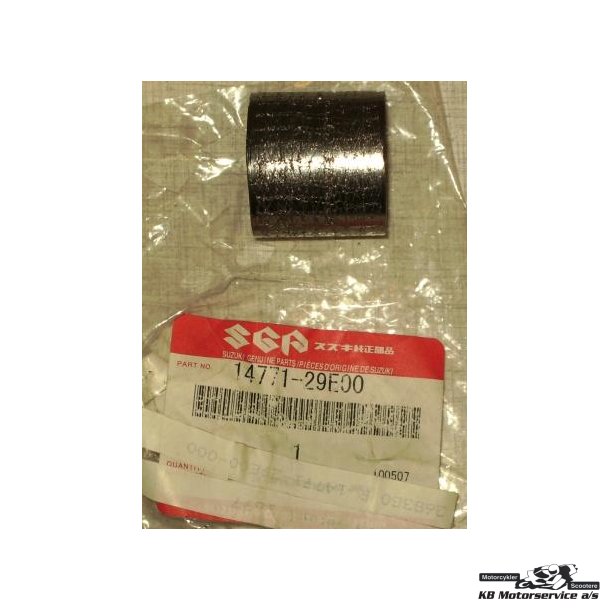 SGP スズキ純正部品
SUZUKI GENUINE PARTS / PIÈCES D'ORIGINE DE SUZUKI
PART NO. 14771-29E00
1
QUANTITY
100507
Motorcykler
Scootere
KB Motorservice a/s